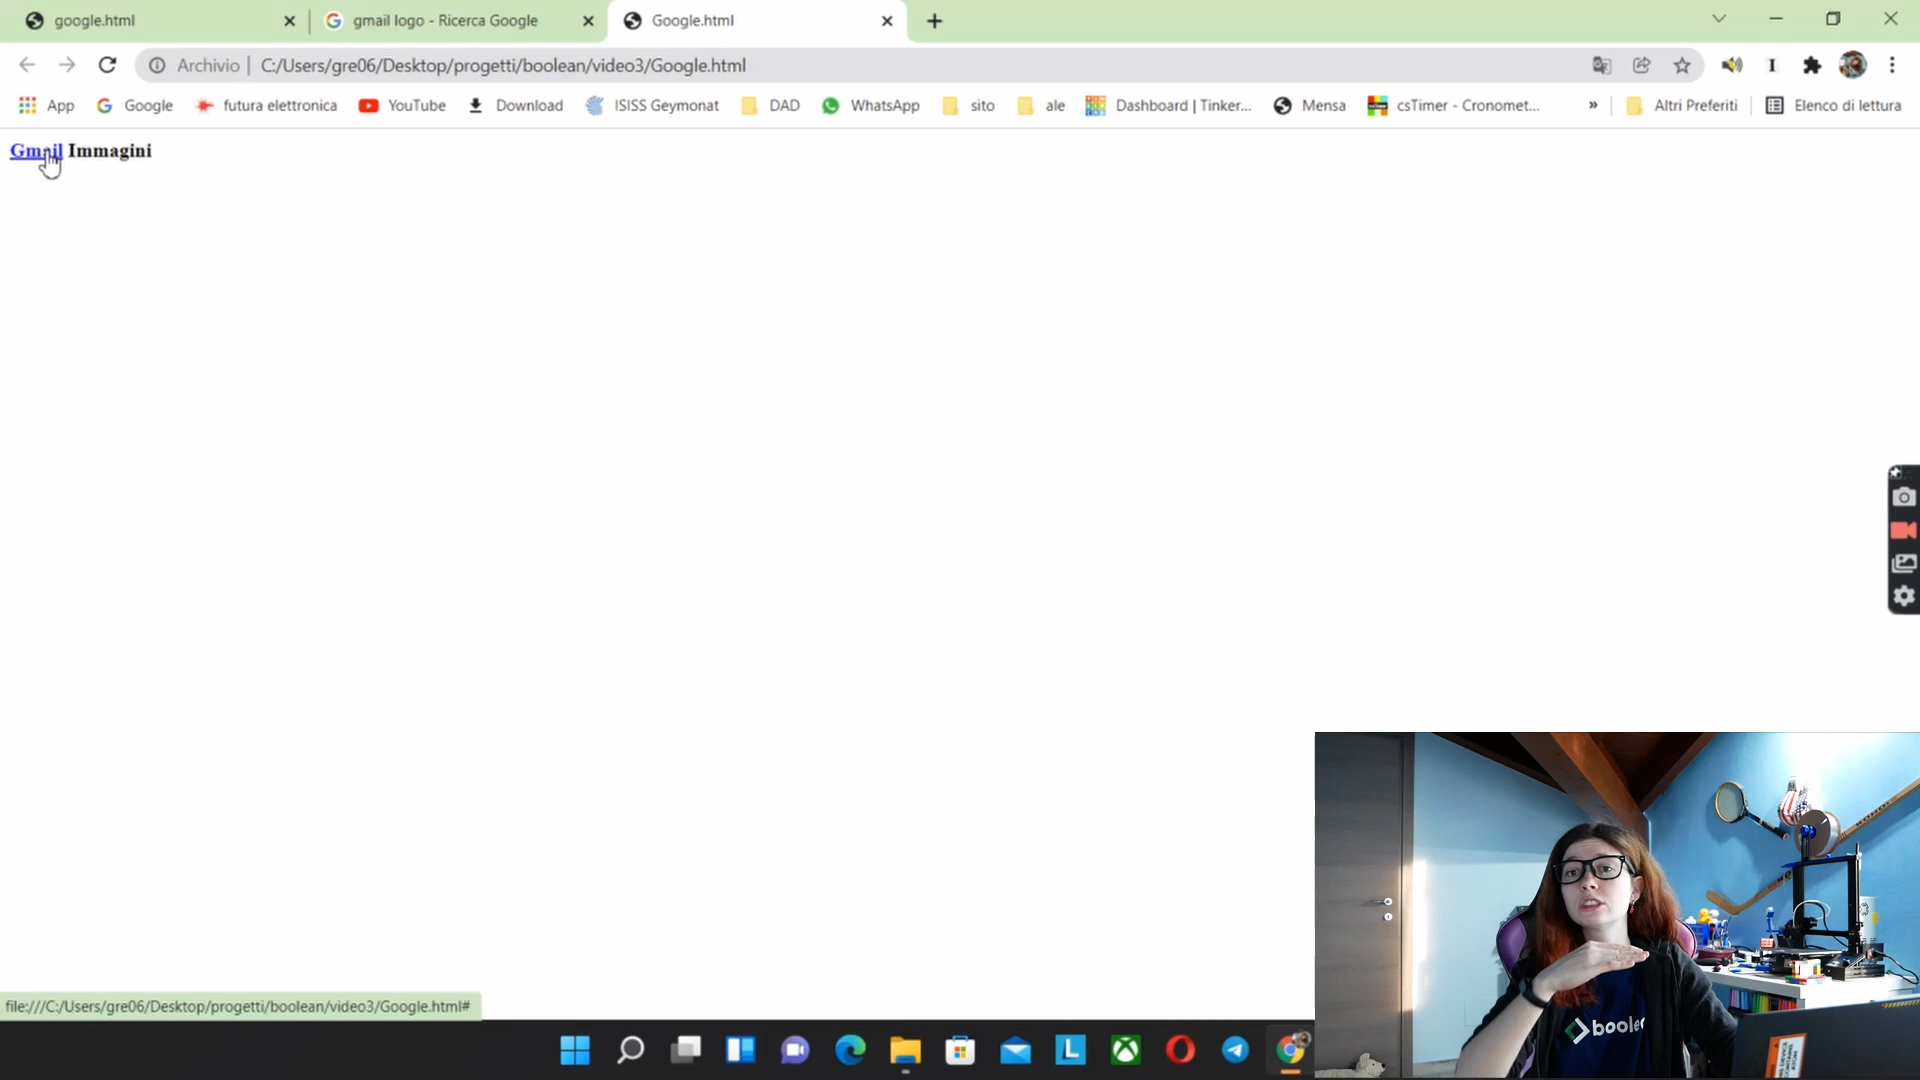 google.html
gmail logo - Ricerca Google
Google.html
Archivio | C:/Users/gre06/Desktop/progetti/boolean/video3/Google.html
App Google futura elettronica YouTube Download ISISS Geymonat DAD WhatsApp sito ale Dashboard | Tinker... Mensa csTimer - Cronomet... » Altri Preferiti Elenco di lettura
Gmail Immagini
file:///C:/Users/gre06/Desktop/progetti/boolean/video3/Google.html#
boolea